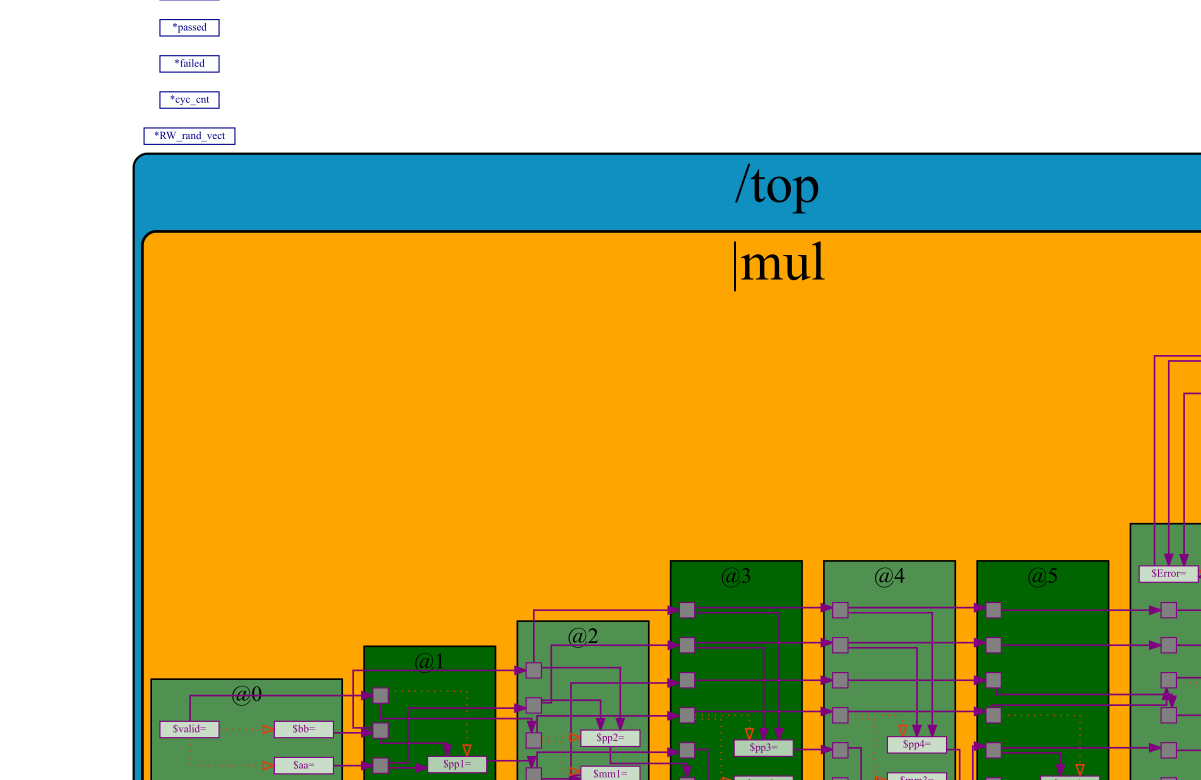 *passed
*failed
*cyc_cnt
*RW_rand_vect
/top
|mul
@3
@4
@5
$Error=
@2
@1
@0
$valid=
$bb=
$pp2=
$pp3=
$pp4=
$aa=
$pp1=
$mm1=